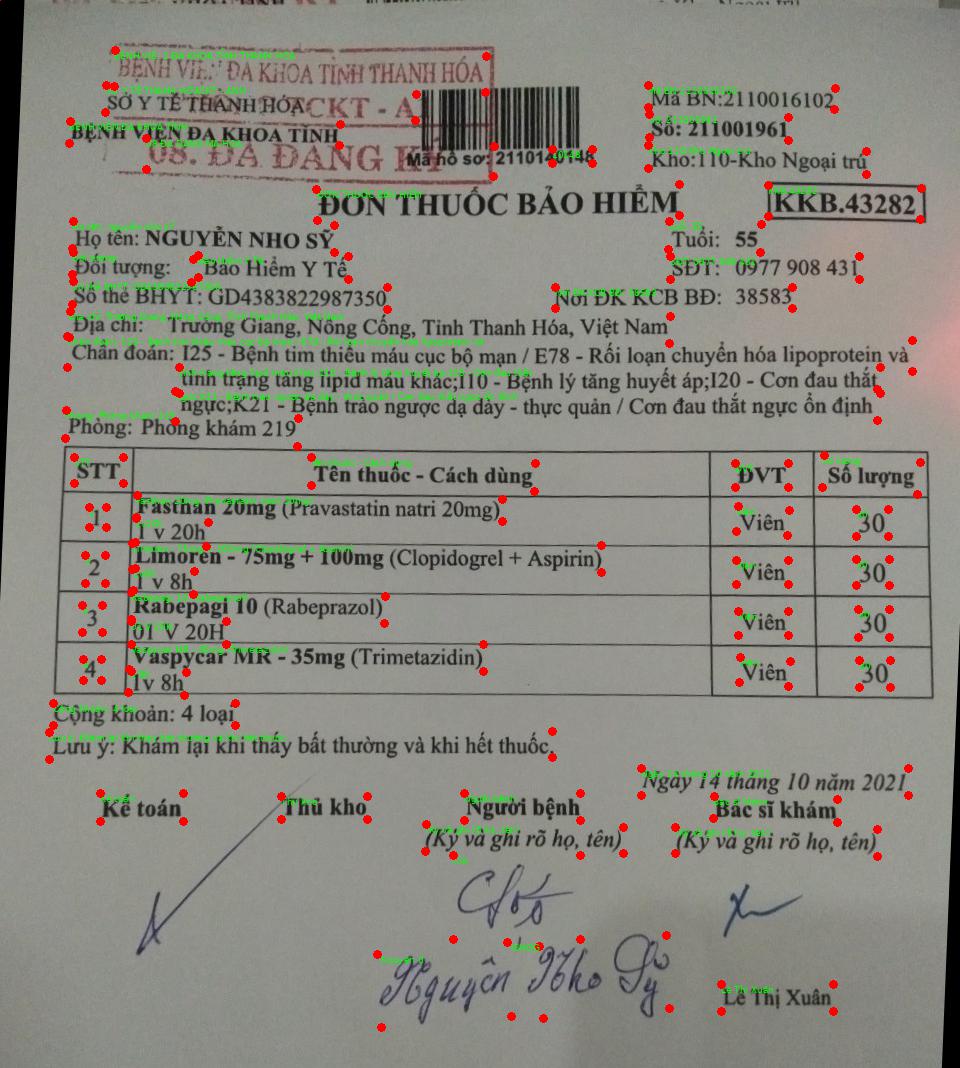 BỆNH VIỆN ĐA KHOA TỈNH THANH HÓA
SỞ Y TẾ THANH HÓA CKT - A
BỆNH VIỆN ĐA KHOA TỈNH
08. ĐA ĐĂNG KÝ
Mã hồ sơ: 2110140448
Mã BN:2110016102
Số: 211001961
Kho:110-Kho Ngoại trú
ĐƠN THUỐC BẢO HIỂM
KKB.43282
Họ tên: NGUYỄN NHO SỸ Tuổi: 55
Đối tượng: Bảo Hiểm Y Tế SĐT: 0977 908 431
Số thẻ BHYT: GD4383822987350 Nơi ĐK KCB BĐ: 38583
Địa chỉ: Trường Giang, Nông Cống, Tỉnh Thanh Hóa, Việt Nam
Chẩn đoán: I25 - Bệnh tim thiếu máu cục bộ mạn / E78 - Rối loạn chuyển hóa lipoprotein và
tình trạng tăng lipid máu khác;I10 - Bệnh lý tăng huyết áp;I20 - Cơn đau thắt
ngực;K21 - Bệnh trào ngược dạ dày - thực quản / Cơn đau thắt ngực ổn định
Phòng: Phòng khám 219
STT Tên thuốc - Cách dùng ĐVT Số lượng
1 Fasthan 20mg (Pravastatin natri 20mg) Viên 30
1 v 20h
2 Limoren - 75mg + 100mg (Clopidogrel + Aspirin) Viên 30
1 v 8h
3 Rabepagi 10 (Rabeprazol) Viên 30
01 V 20H
4 Vaspycar MR - 35mg (Trimetazidin) Viên 30
1v 8h
Cộng khoản: 4 loại
Lưu ý: Khám lại khi thấy bất thường và khi hết thuốc.
Ngày 14 tháng 10 năm 2021
Kế toán Thủ kho Người bệnh Bác sĩ khám
(Ký và ghi rõ họ, tên) (Ký và ghi rõ họ, tên)
Nguyễn Nho Sỹ
Lê Thị Xuân